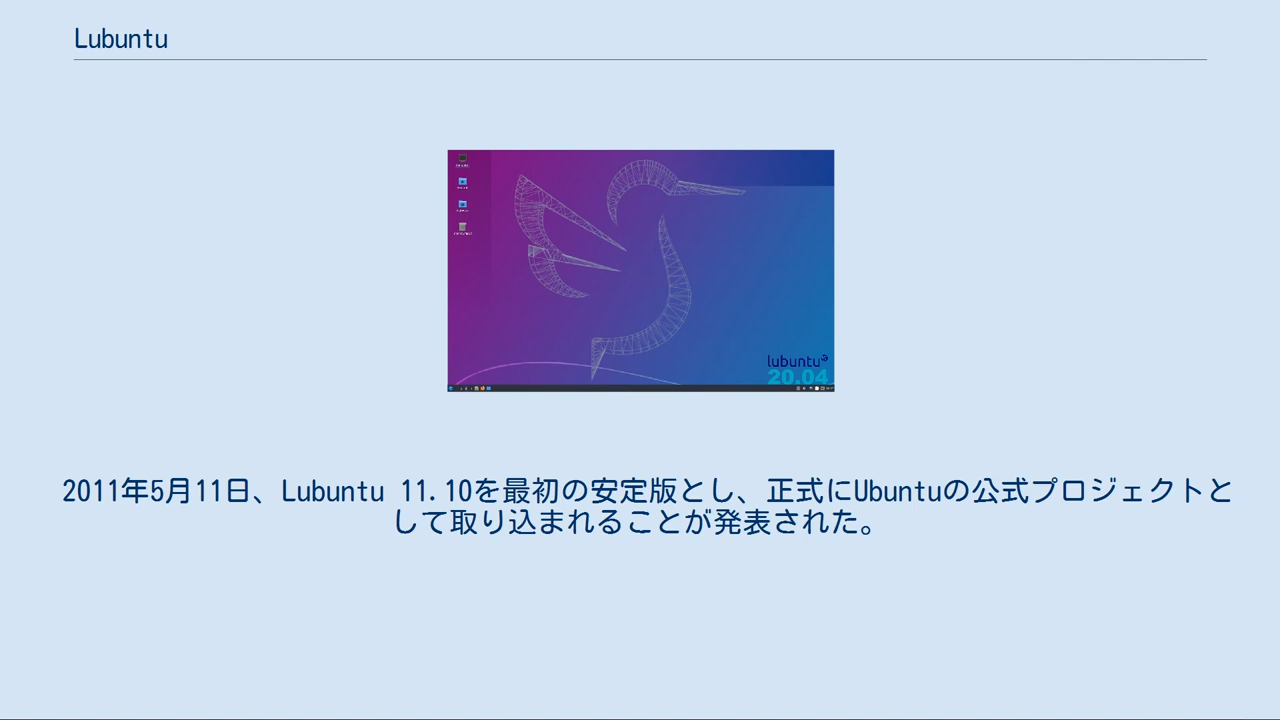 Lubuntu
lubuntu
20.04
2011年5月11日、Lubuntu 11.10を最初の安定版とし、正式にUbuntuの公式プロジェクトと
して取り込まれることが発表された。